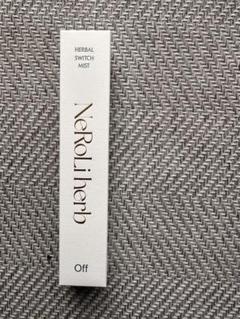 HERBAL
SWITCH
MIST
NeRoLi herb
Off